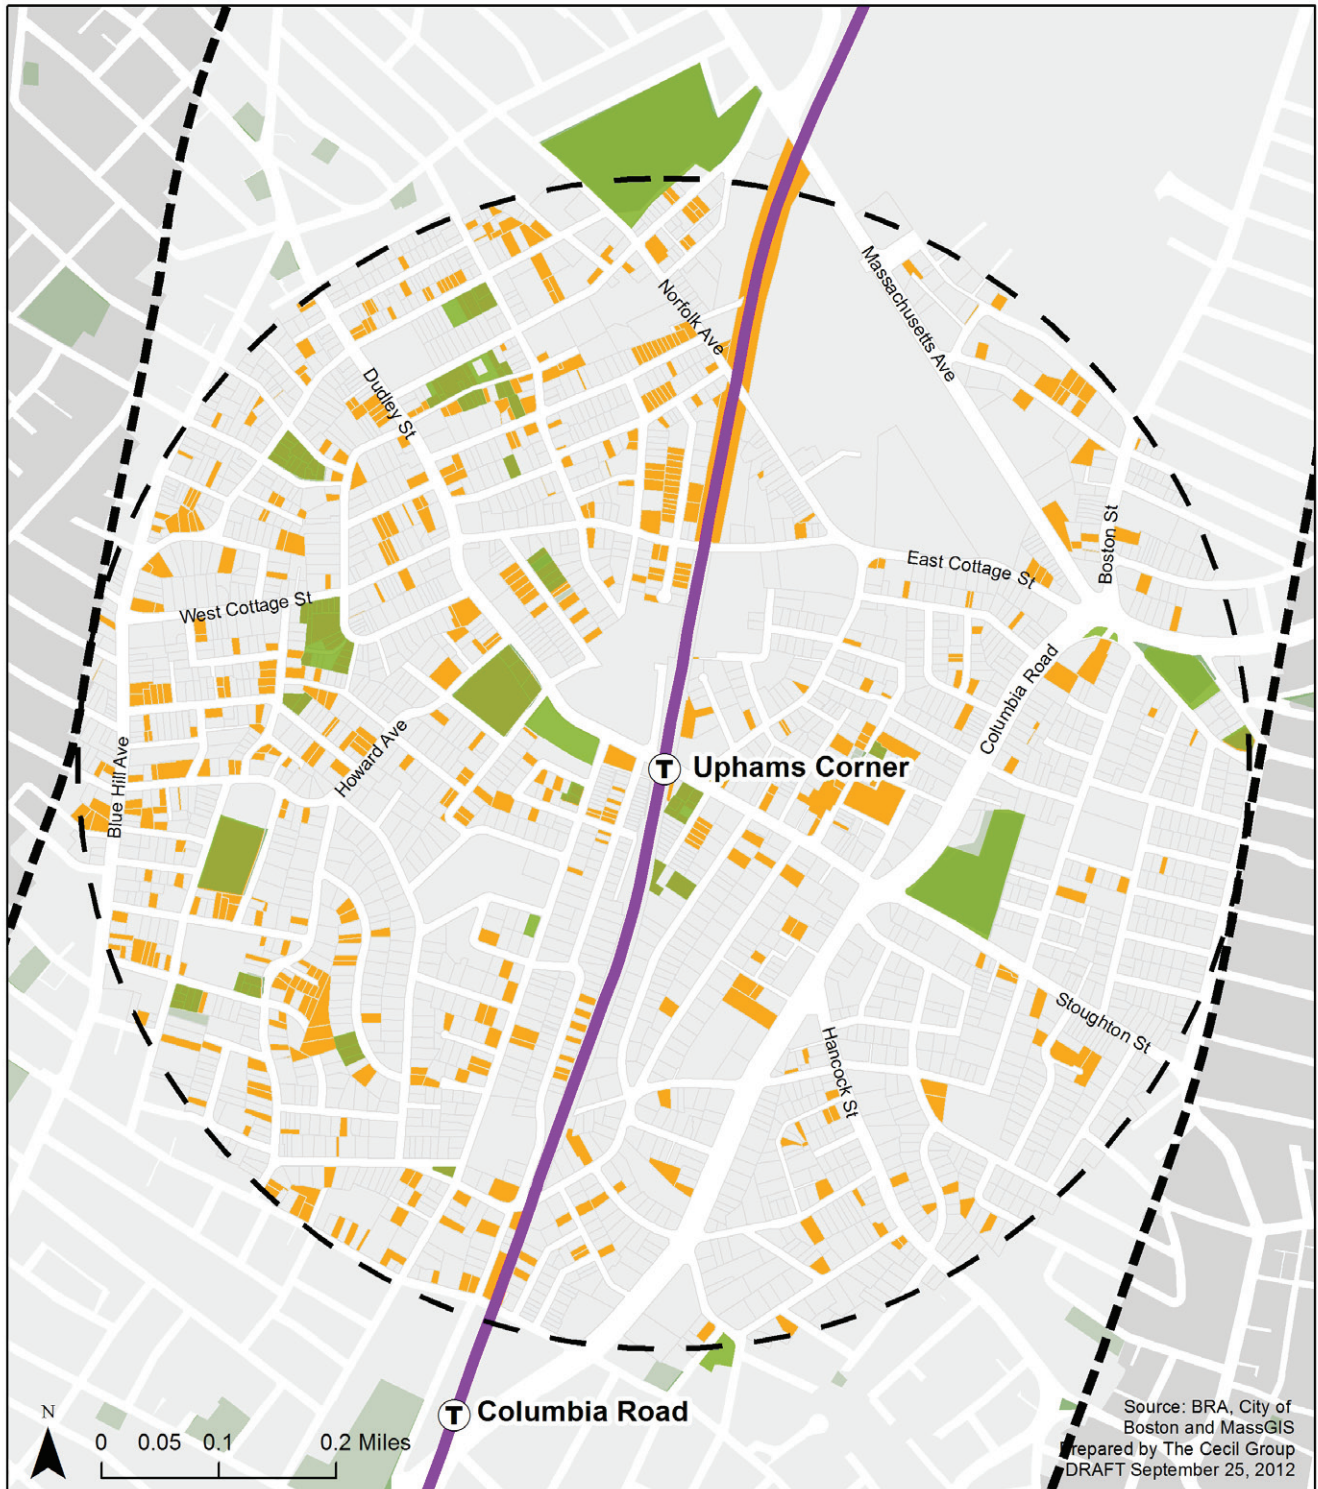 Massachusetts Ave
Norfolk Ave
Dudley St
Boston St
East Cottage St
West Cottage St
Columbia Road
Howard Ave
Blue Hill Ave
T Uphams Corner
Stoughton St
Hancock St
T Columbia Road
N
0 0.05 0.1 0.2 Miles
Source: BRA, City of
Boston and MassGIS
Prepared by The Cecil Group
DRAFT September 25, 2012